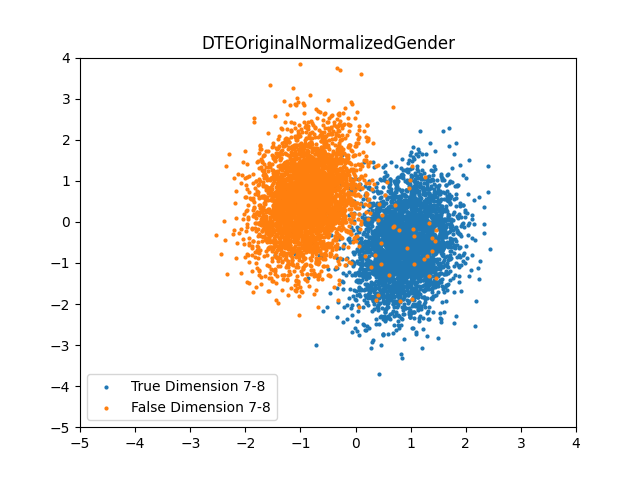 DTEOriginalNormalizedGender
4
3
2
1
0
−1
−2
−3
−4
−5
True Dimension 7-8
False Dimension 7-8
−5 −4 −3 −2 −1 0 1 2 3 4